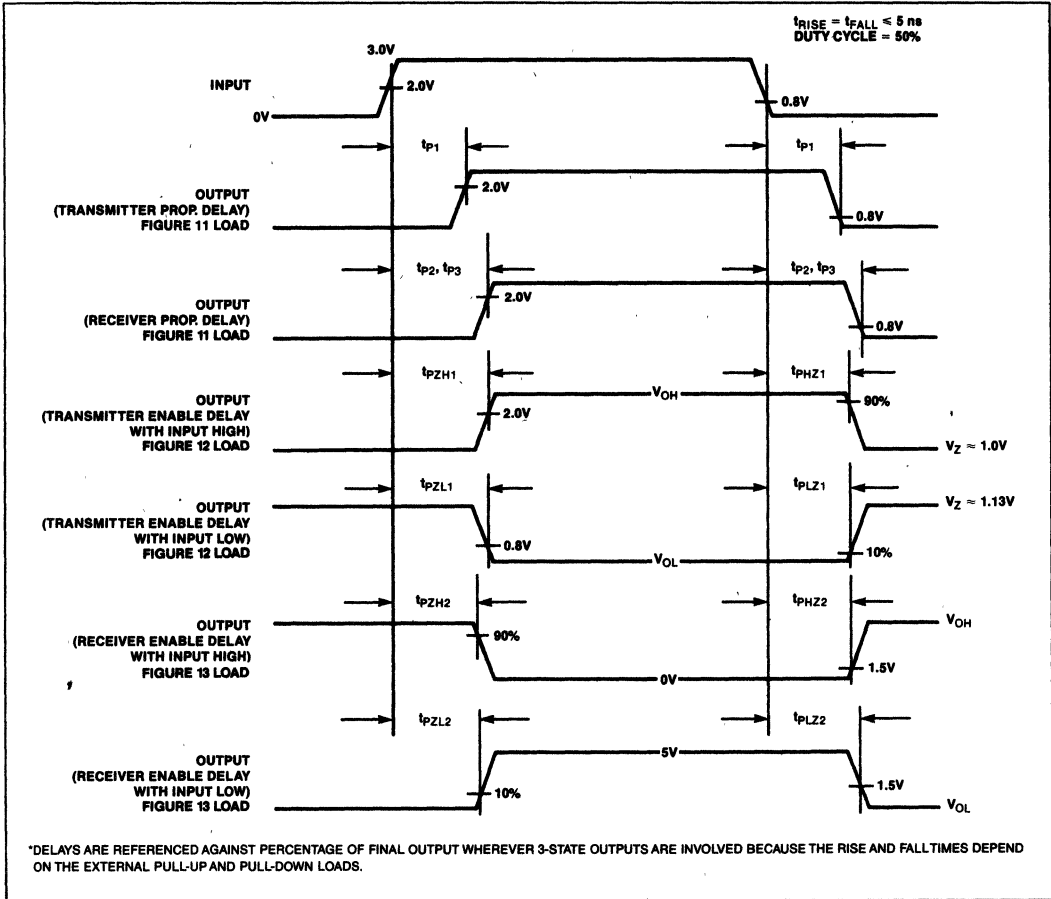 tRISE = tFALL ≤ 5 ns
DUTY CYCLE = 50%
3.0V
INPUT
2.0V
0.8V
0V
tP1
tP1
OUTPUT
(TRANSMITTER PROP. DELAY)
FIGURE 11 LOAD
2.0V
0.8V
tP2, tP3
tP2, tP3
OUTPUT
(RECEIVER PROP. DELAY)
FIGURE 11 LOAD
2.0V
0.8V
tPZH1
tPHZ1
OUTPUT
(TRANSMITTER ENABLE DELAY
WITH INPUT HIGH)
FIGURE 12 LOAD
VOH
2.0V
90%
VZ ≈ 1.0V
tPZL1
tPLZ1
OUTPUT
(TRANSMITTER ENABLE DELAY
WITH INPUT LOW)
FIGURE 12 LOAD
VZ ≈ 1.13V
0.8V
10%
VOL
tPZH2
tPHZ2
OUTPUT
(RECEIVER ENABLE DELAY
WITH INPUT HIGH)
FIGURE 13 LOAD
VOH
90%
1.5V
0V
tPZL2
tPLZ2
OUTPUT
(RECEIVER ENABLE DELAY
WITH INPUT LOW)
FIGURE 13 LOAD
5V
10%
1.5V
VOL
*DELAYS ARE REFERENCED AGAINST PERCENTAGE OF FINAL OUTPUT WHEREVER 3-STATE OUTPUTS ARE INVOLVED BECAUSE THE RISE AND FALL TIMES DEPEND
ON THE EXTERNAL PULL-UP AND PULL-DOWN LOADS.